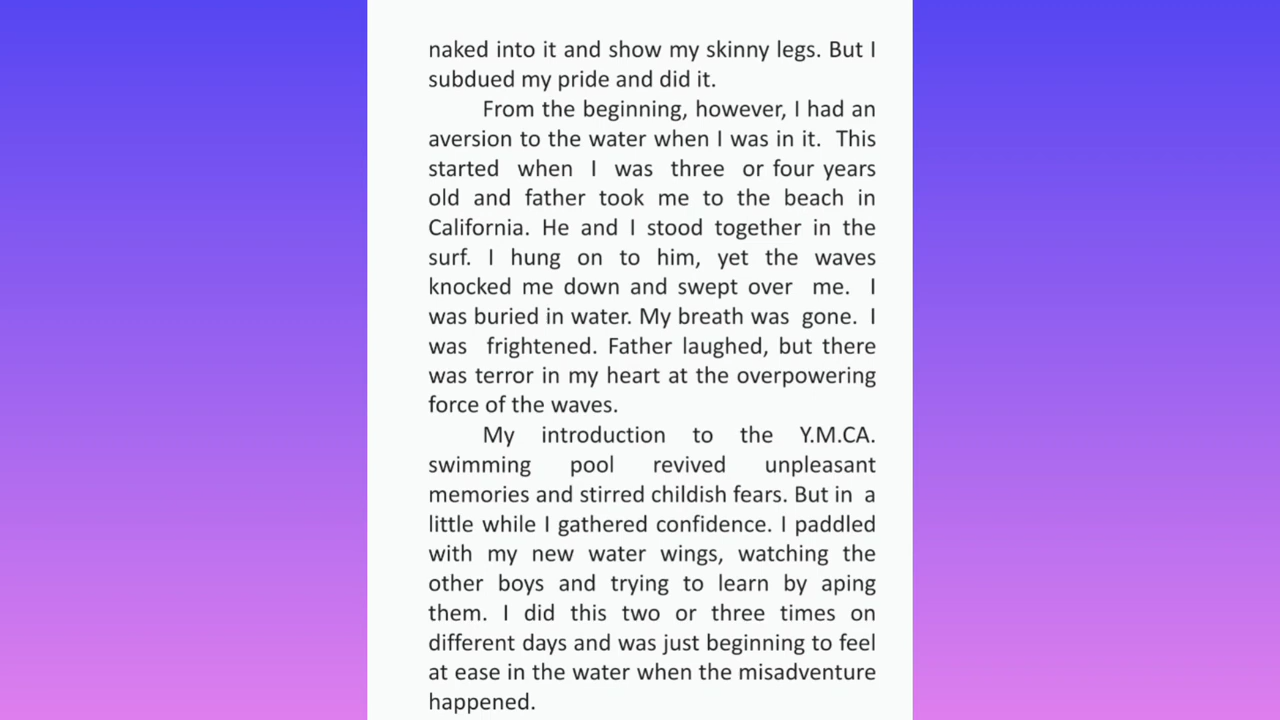 naked into it and show my skinny legs. But I
subdued my pride and did it.
From the beginning, however, I had an
aversion to the water when I was in it. This
started when I was three or four years
old and father took me to the beach in
California. He and I stood together in the
surf. I hung on to him, yet the waves
knocked me down and swept over me. I
was buried in water. My breath was gone. I
was frightened. Father laughed, but there
was terror in my heart at the overpowering
force of the waves.
My introduction to the Y.M.CA.
swimming pool revived unpleasant
memories and stirred childish fears. But in a
little while I gathered confidence. I paddled
with my new water wings, watching the
other boys and trying to learn by aping
them. I did this two or three times on
different days and was just beginning to feel
at ease in the water when the misadventure
happened.